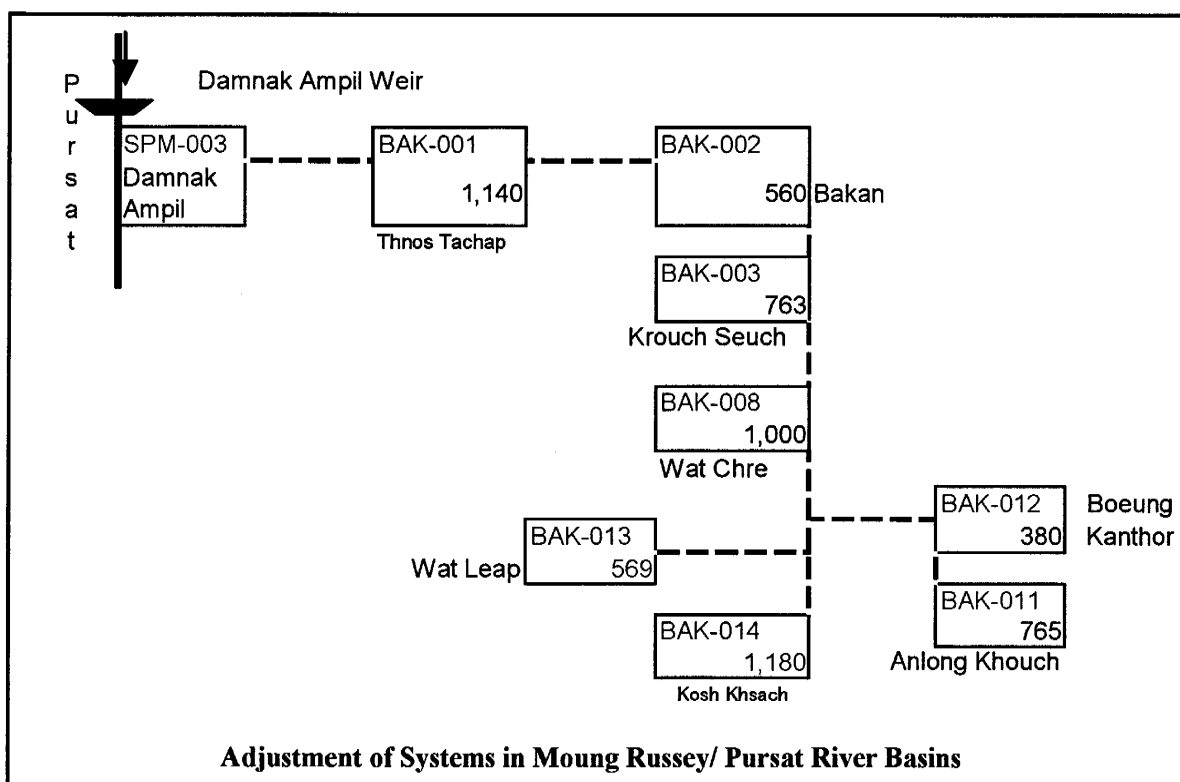 Pursat
Damnak Ampil Weir
SPM-003
Damnak
Ampil
BAK-001
1,140
Thnos Tachap
BAK-002
560 Bakan
BAK-003
763
Krouch Seuch
BAK-008
1,000
Wat Chre
BAK-012
380
Boeung
Kanthor
BAK-013
569
Wat Leap
BAK-011
765
Anlong Khouch
BAK-014
1,180
Kosh Khsach
Adjustment of Systems in Moung Russey/ Pursat River Basins